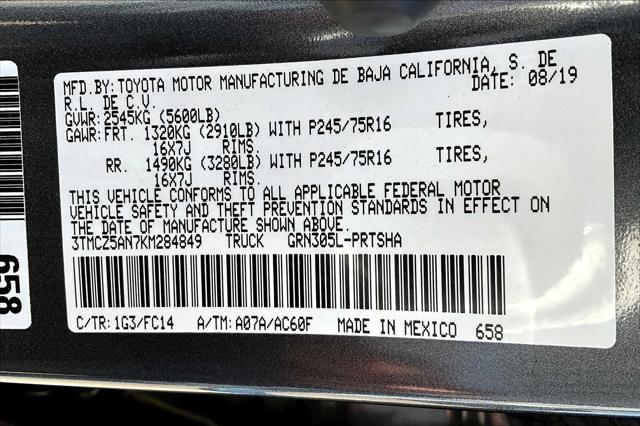 MFD.BY:TOYOTA MOTOR MANUFACTURING DE BAJA CALIFORNIA, S. DE
R.L. DE C.V. DATE: 08/19
GVWR:2545KG (5600LB)
GAWR:FRT. 1320KG (2910LB) WITH P245/75R16 TIRES,
16X7J RIMS.
RR. 1490KG (3280LB) WITH P245/75R16 TIRES,
16X7J RIMS.
THIS VEHICLE CONFORMS TO ALL APPLICABLE FEDERAL MOTOR
VEHICLE SAFETY AND THEFT PREVENTION STANDARDS IN EFFECT ON
THE DATE OF MANUFACTURE SHOWN ABOVE.
3TMCZ5AN7KM284849 TRUCK GRN305L-PRTSHA
C/TR:1G3/FC14 A/TM:A07A/AC60F MADE IN MEXICO 658
658